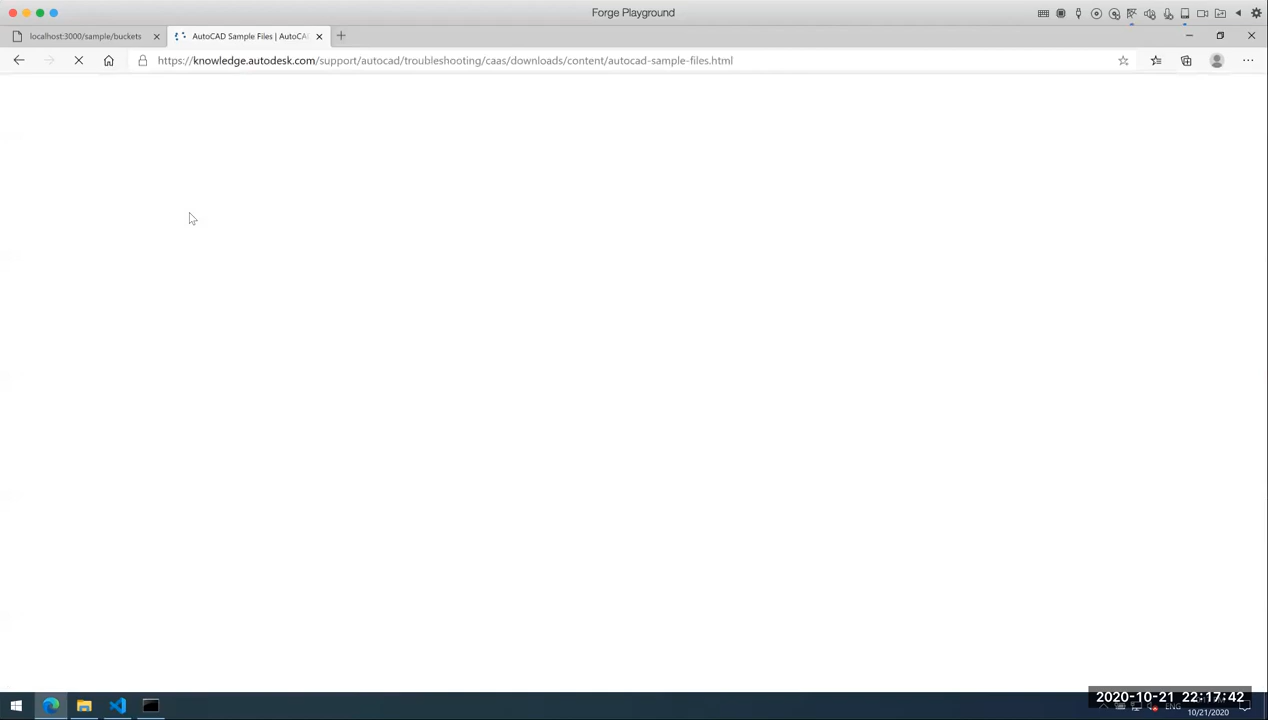 Forge Playground
localhost:3000/sample/buckets
AutoCAD Sample Files | AutoCA
https://knowledge.autodesk.com/support/autocad/troubleshooting/caas/downloads/content/autocad-sample-files.html
2020-10-21 22:17:42
ENG
10/21/2020